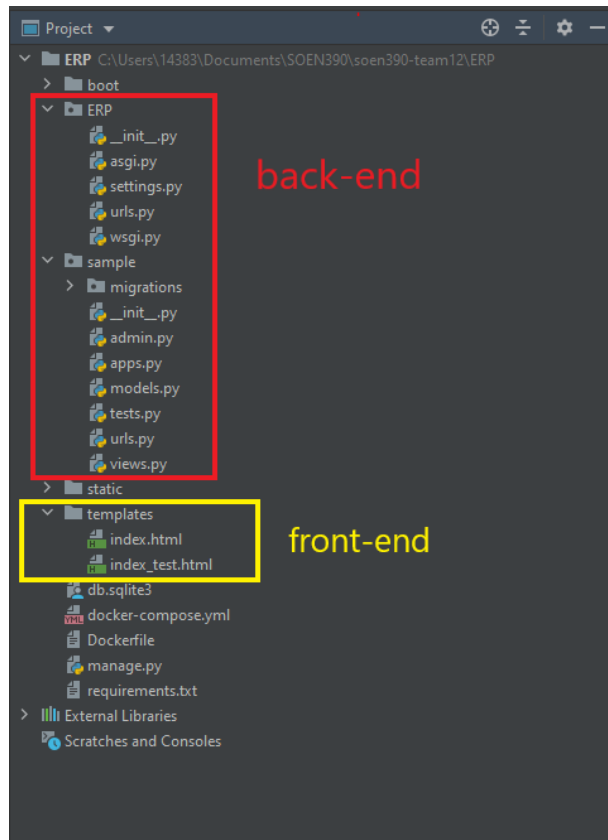 Project
ERP C:\Users\14383\Documents\SOEN390\soen390-team12\ERP
boot
ERP
__init__.py
asgi.py
back-end
settings.py
urls.py
wsgi.py
sample
migrations
__init__.py
admin.py
apps.py
models.py
tests.py
urls.py
views.py
static
templates
index.html
front-end
index_test.html
db.sqlite3
docker-compose.yml
Dockerfile
manage.py
requirements.txt
External Libraries
Scratches and Consoles